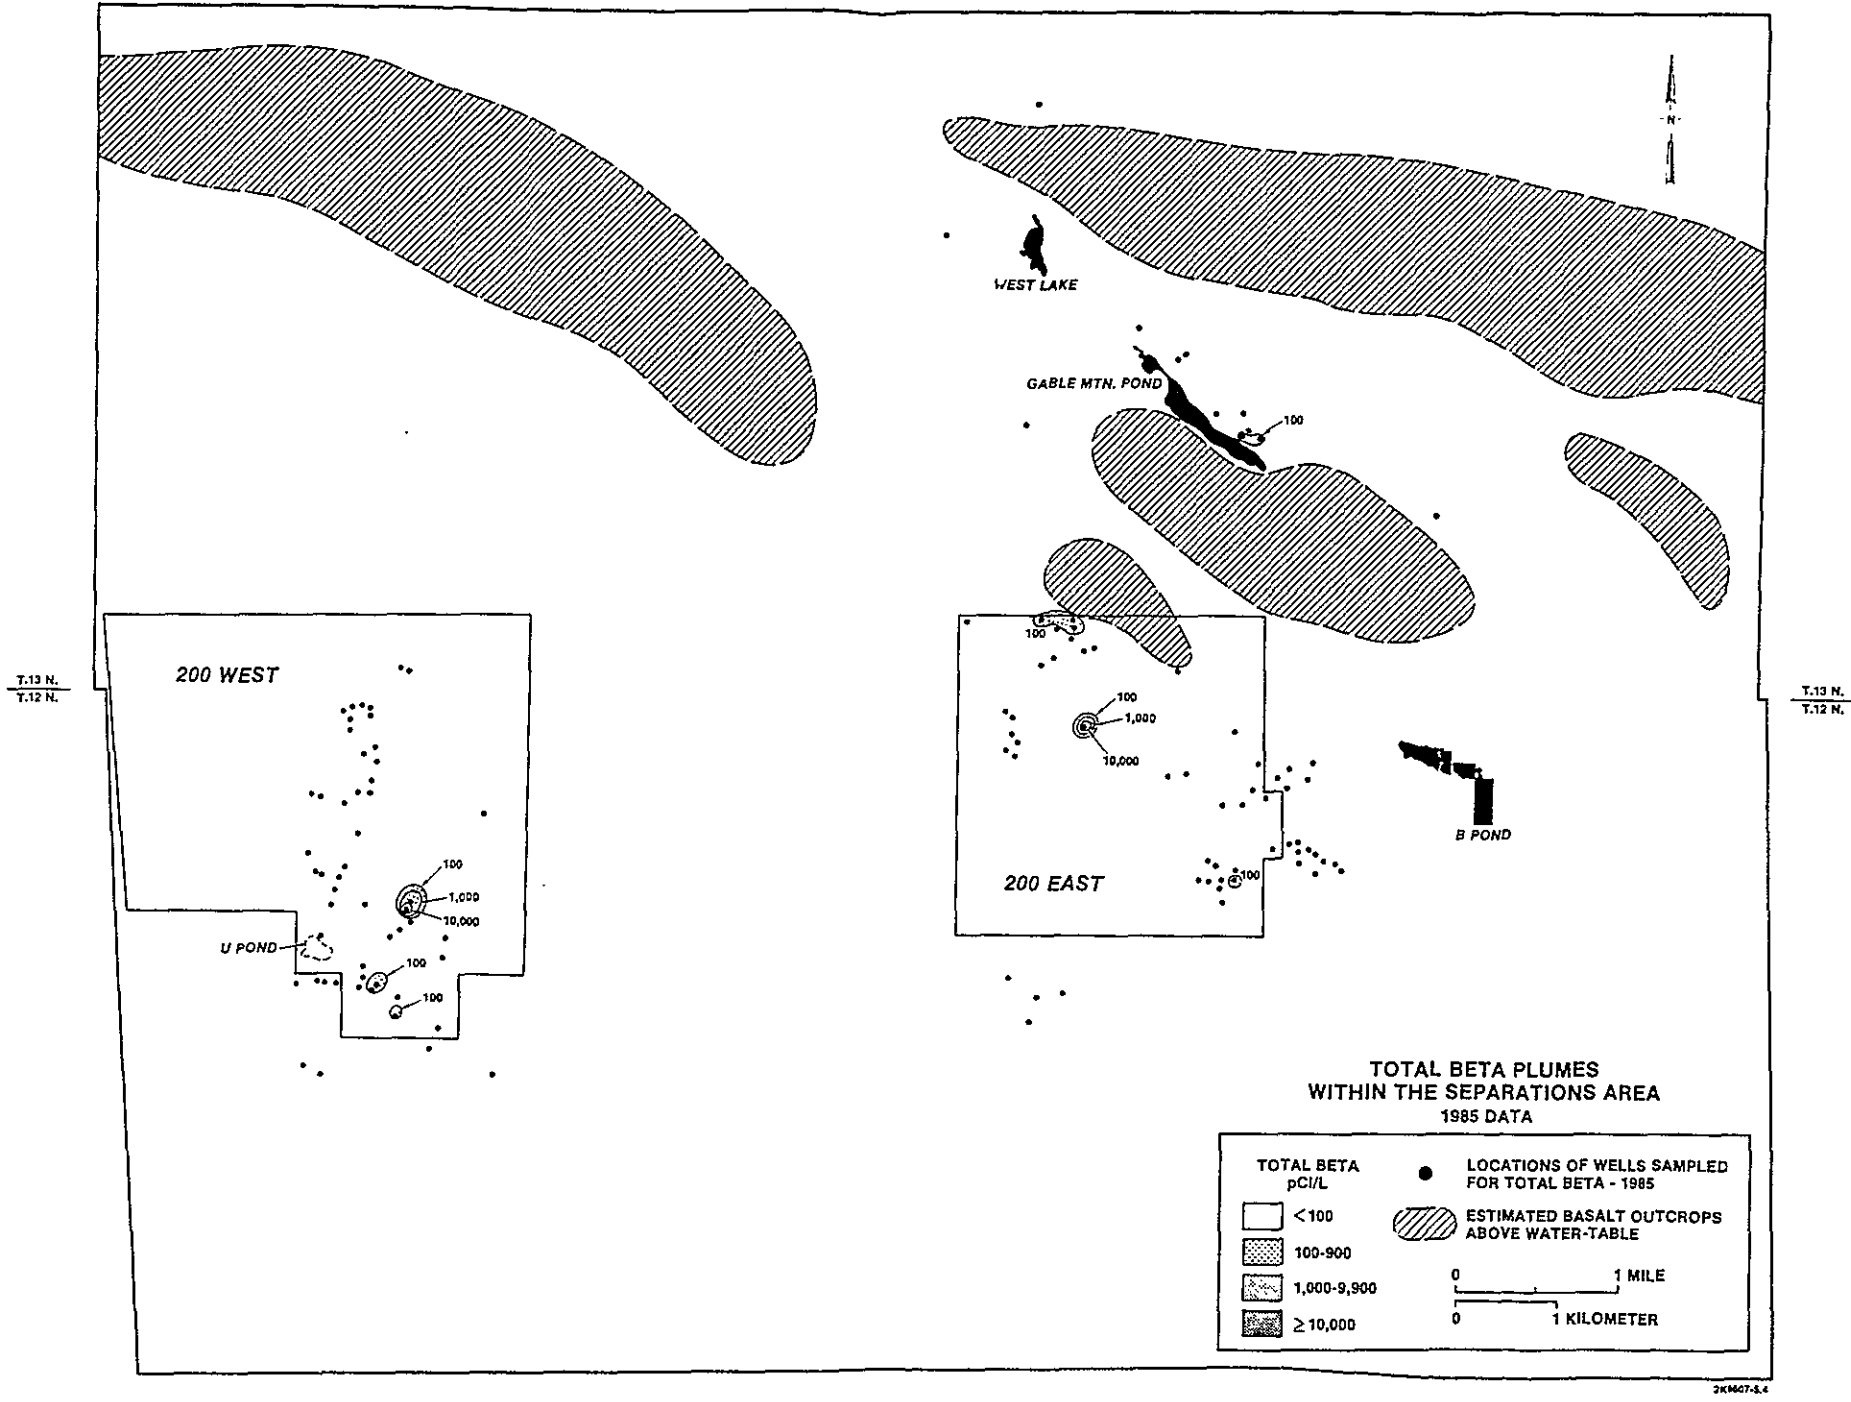 -N-
WEST LAKE
GABLE MTN. POND
100
100
200 WEST
T.13 N.
T.12 N.
T.13 N.
T.12 N.
100
1,000
10,000
B POND
100
1,000
10,000
200 EAST
100
U POND
100
100
TOTAL BETA PLUMES
WITHIN THE SEPARATIONS AREA
1985 DATA
TOTAL BETA
pCi/L
<100
100-900
1,000-9,900
≥10,000
LOCATIONS OF WELLS SAMPLED
FOR TOTAL BETA - 1985
ESTIMATED BASALT OUTCROPS
ABOVE WATER-TABLE
0 1 MILE
0 1 KILOMETER